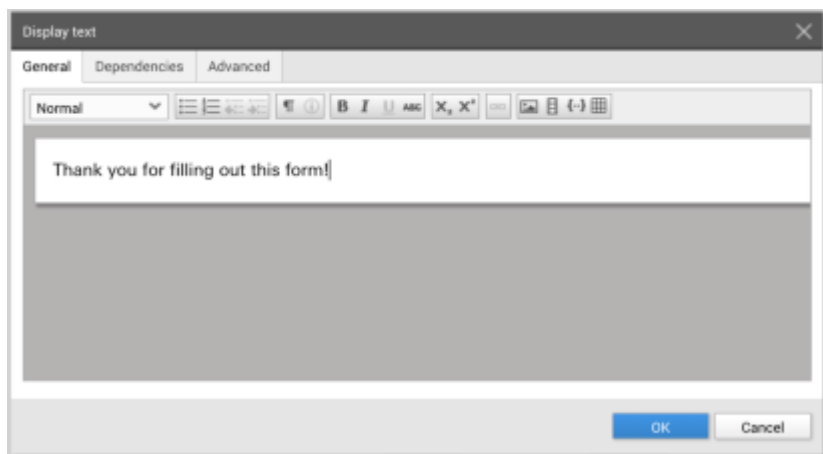 Display text
General Dependencies Advanced
Normal B I U ABC X₂ X²
Thank you for filling out this form!
OK Cancel